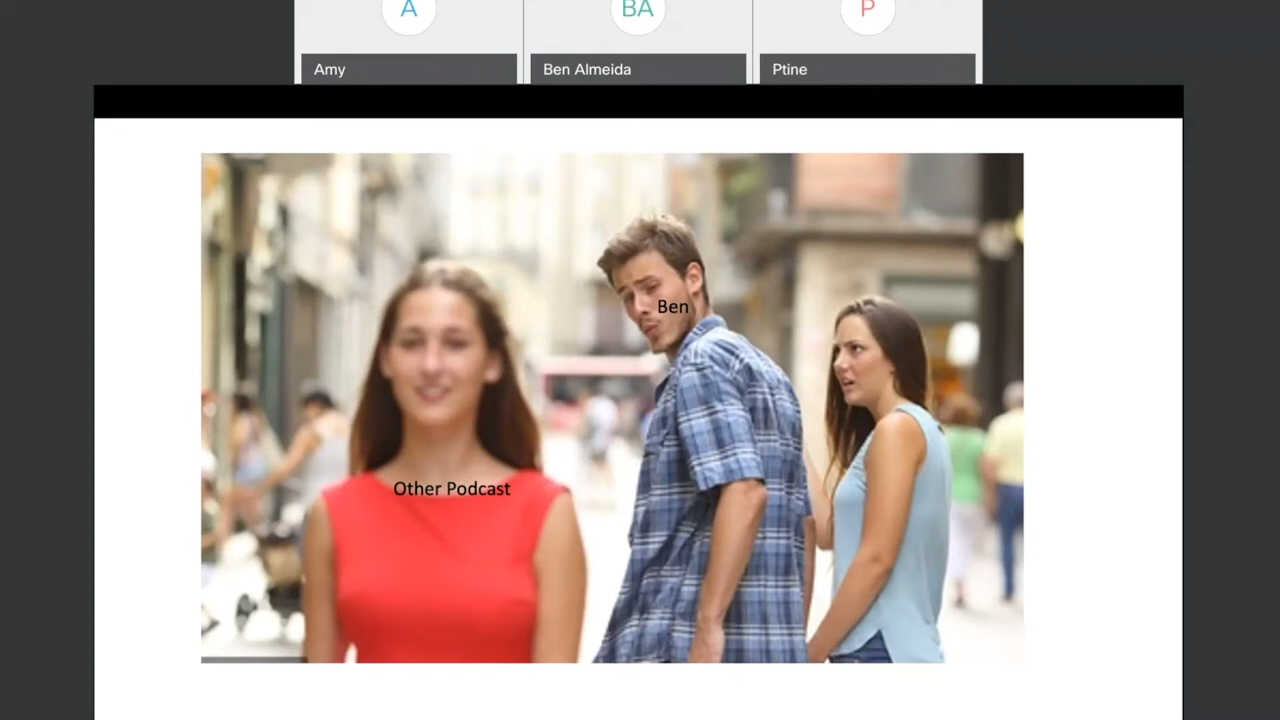 A
BA
P
Amy
Ben Almeida
Ptine
Ben
Other Podcast